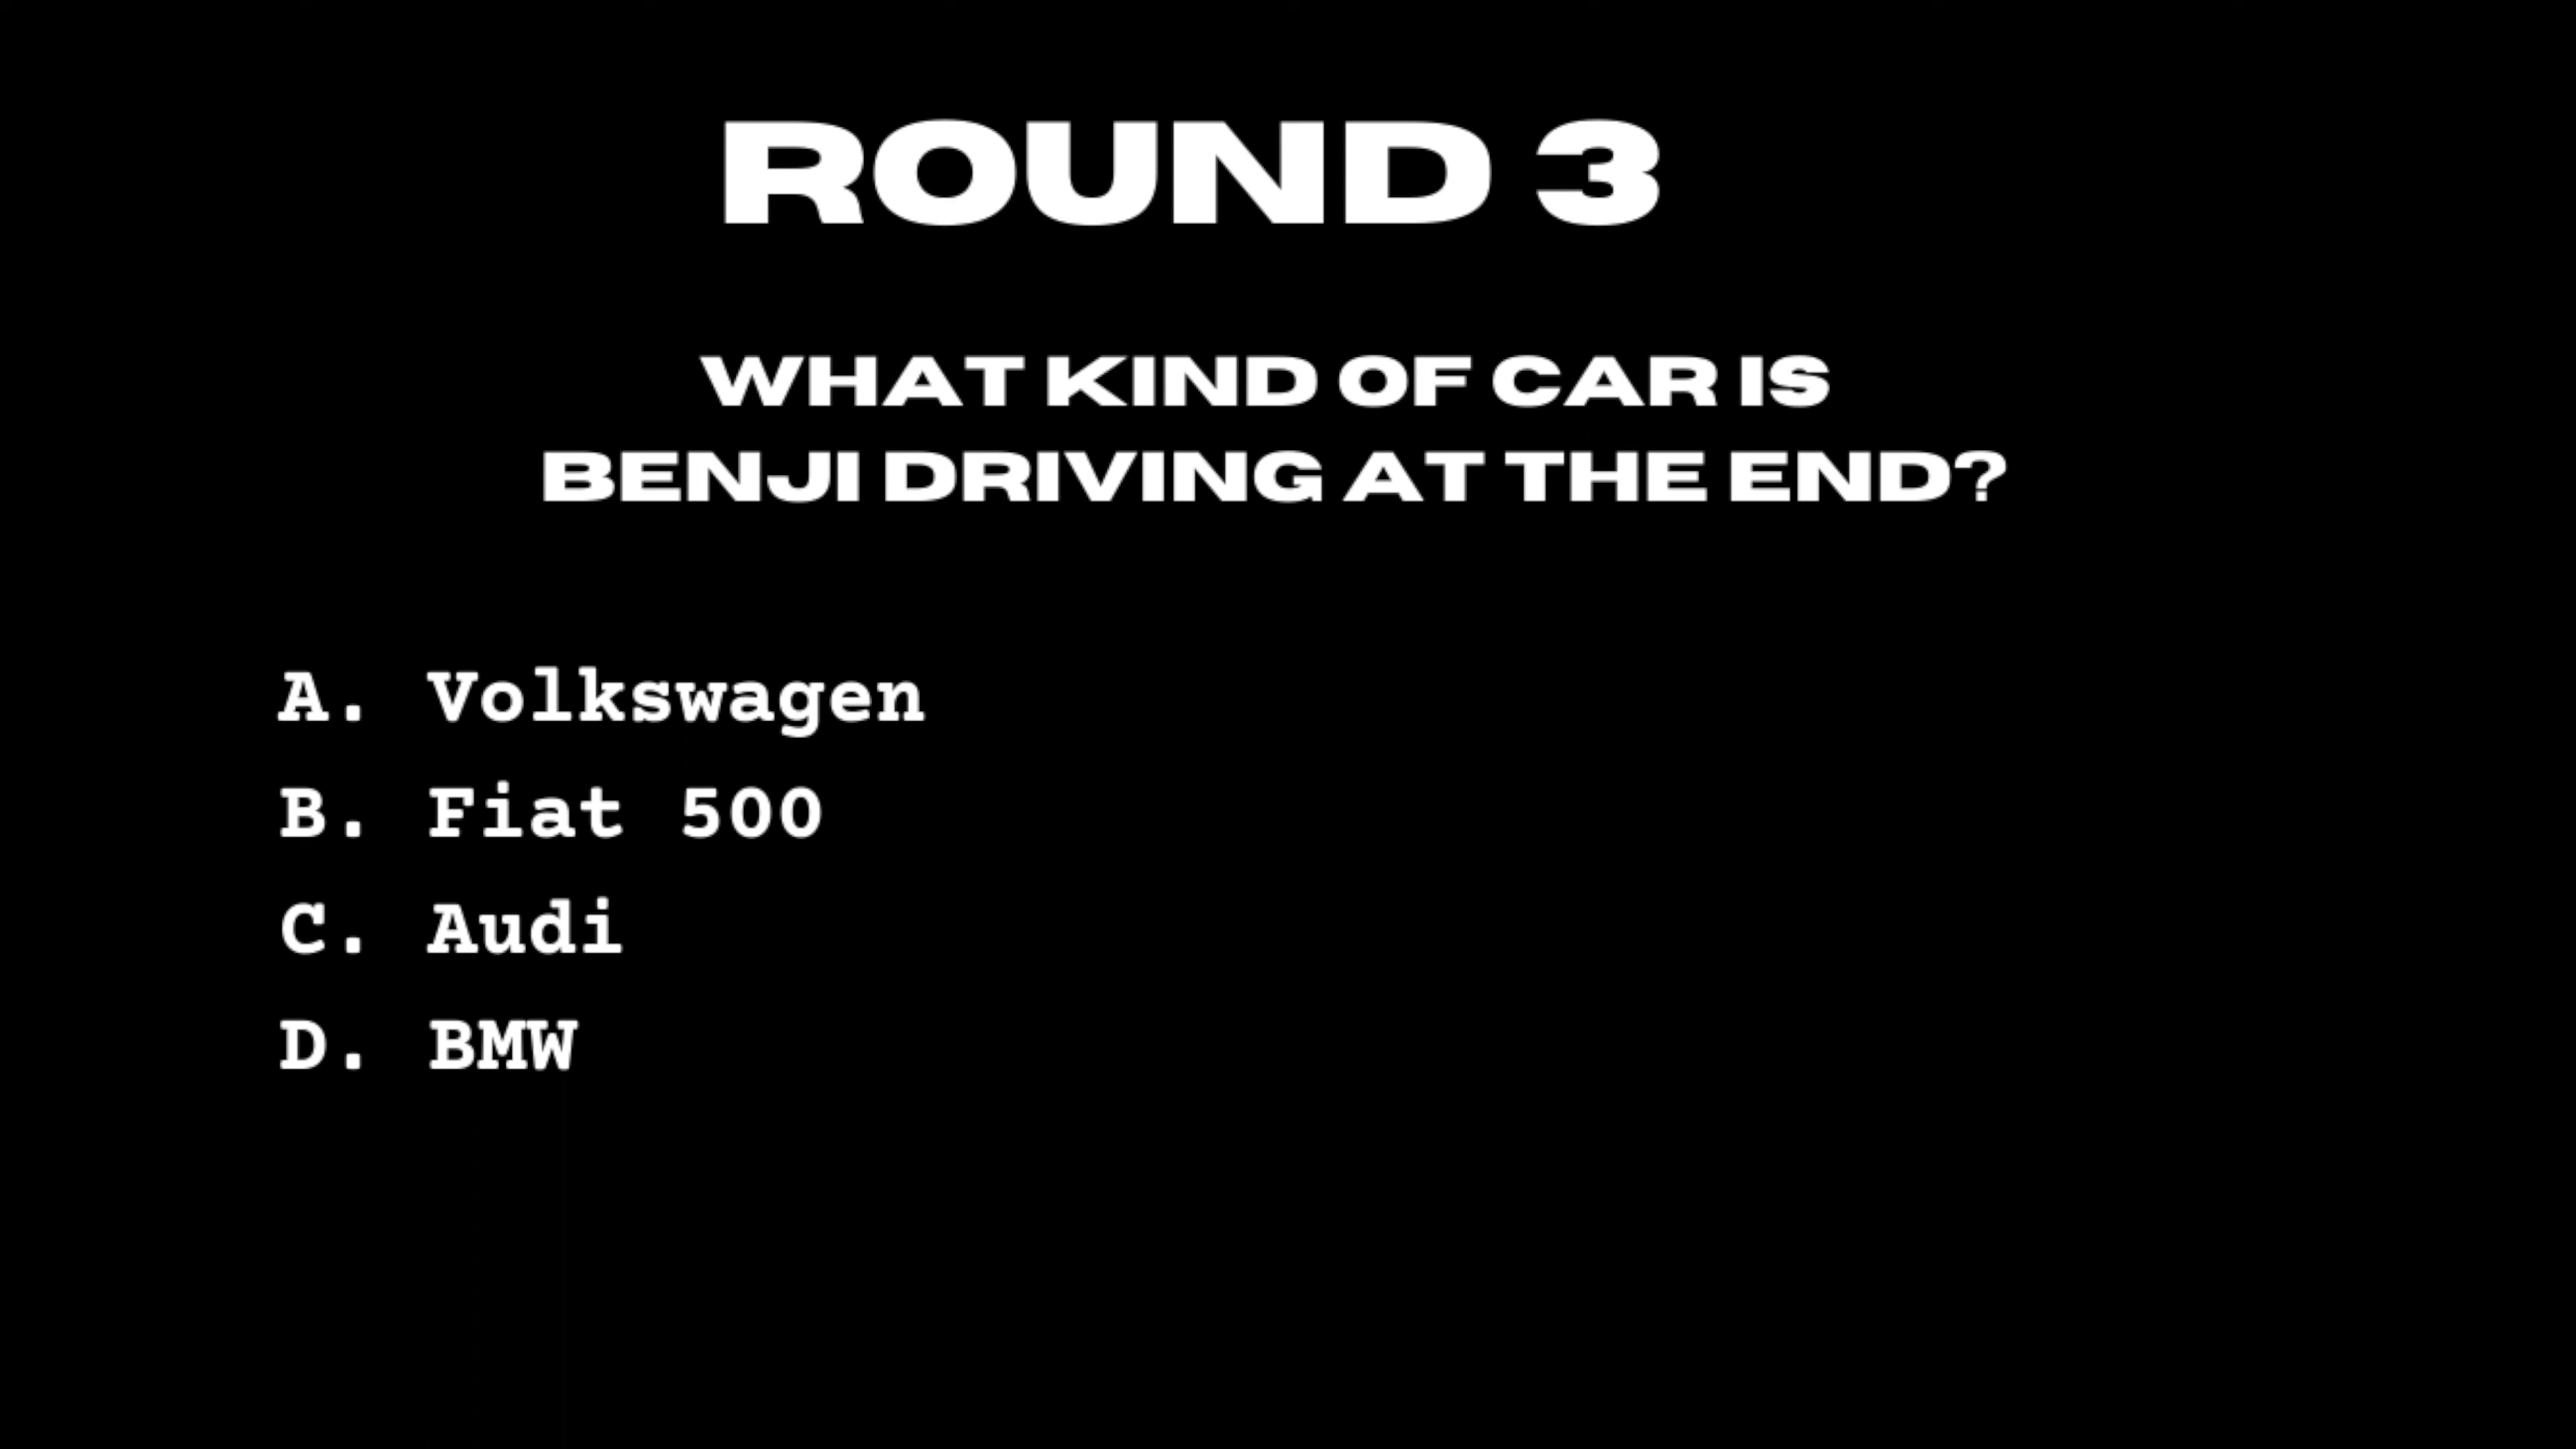 ROUND 3
WHAT KIND OF CAR IS
BENJI DRIVING AT THE END?
A. Volkswagen
B. Fiat 500
C. Audi
D. BMW